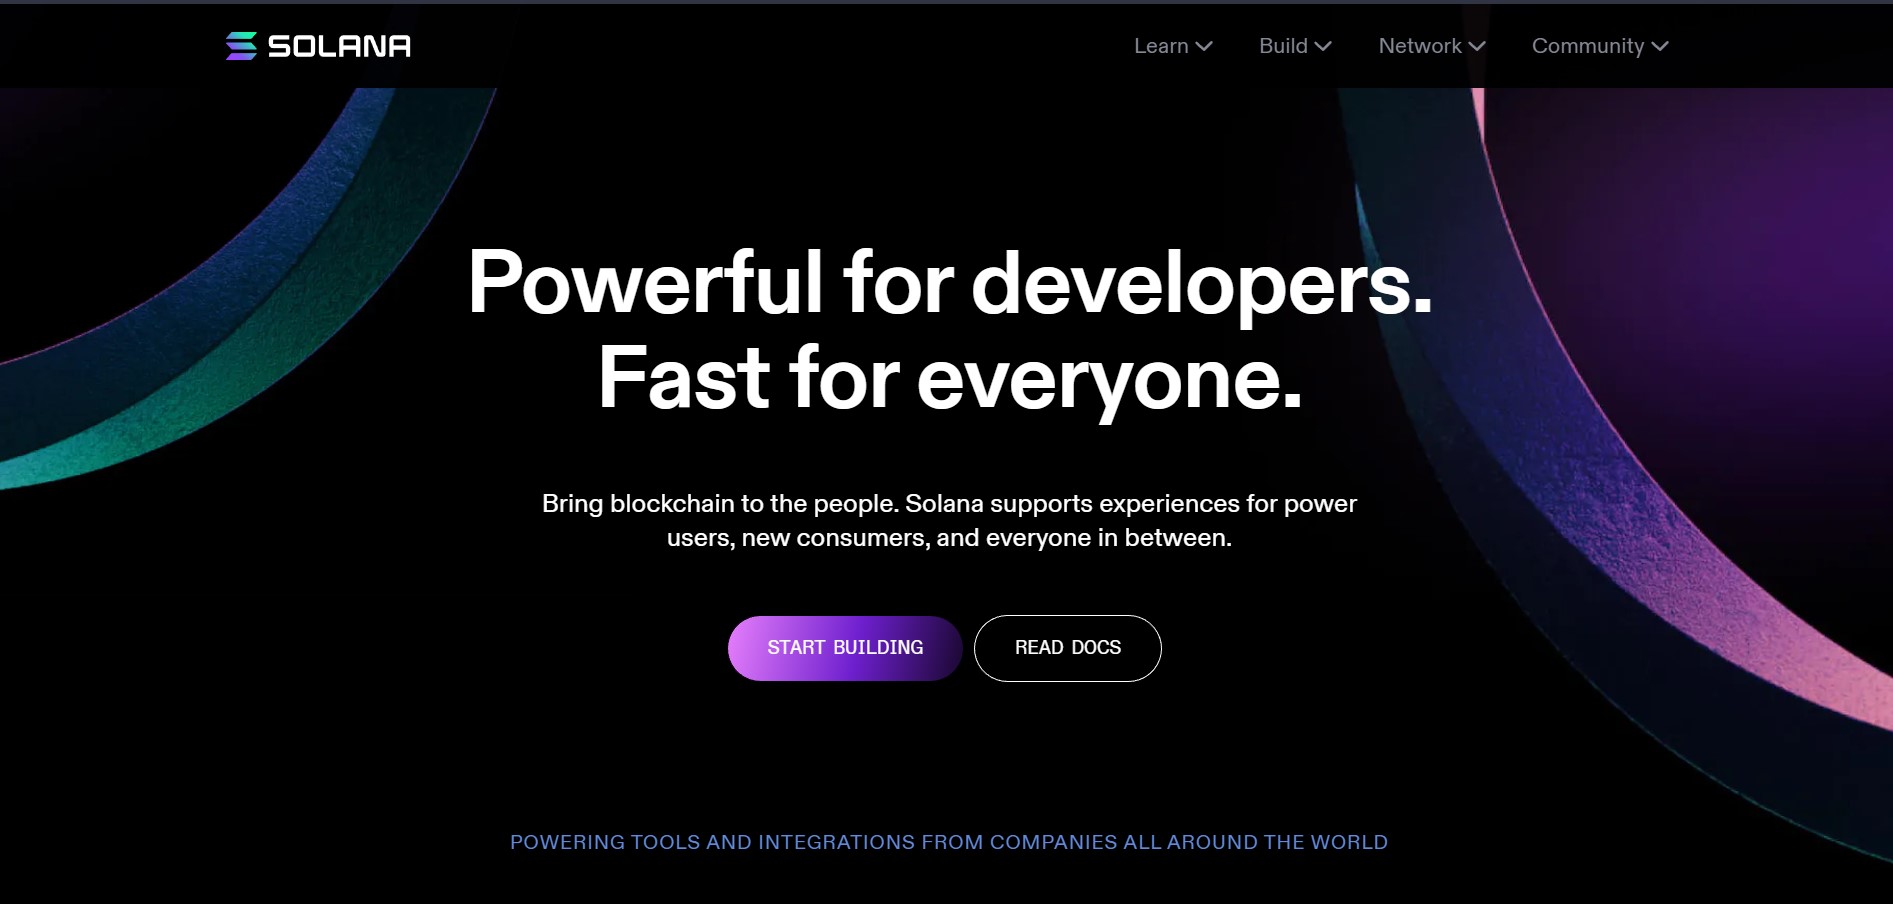 SOLANA
Learn
Build
Network
Community
Powerful for developers.
Fast for everyone.
Bring blockchain to the people. Solana supports experiences for power
users, new consumers, and everyone in between.
START BUILDING
READ DOCS
POWERING TOOLS AND INTEGRATIONS FROM COMPANIES ALL AROUND THE WORLD